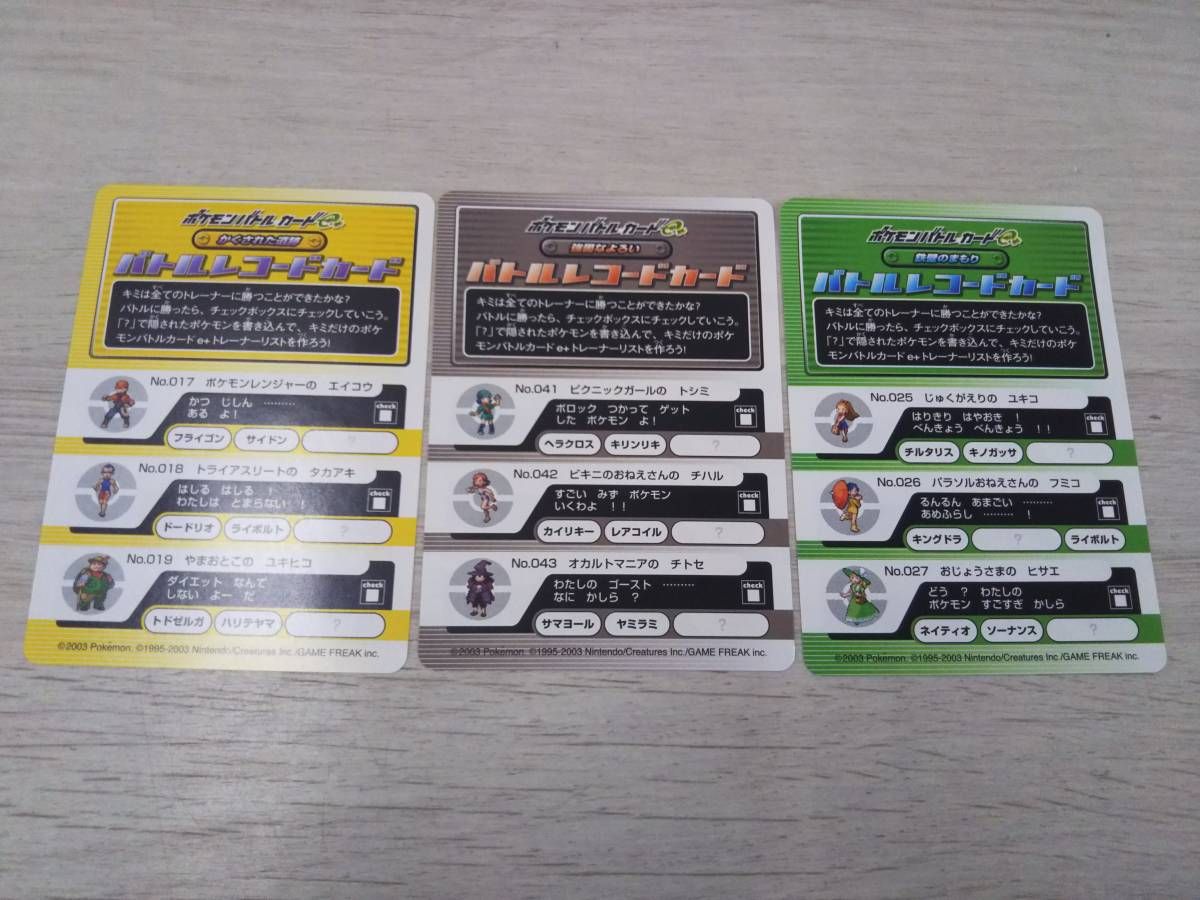 ポケモンバトルカードe+
かくされた遺跡
バトルレコードカード
キミは全てのトレーナーに勝つことができたかな?
バトルに勝ったら、チェックボックスにチェックしていこう。
「?」で隠されたポケモンを書き込んで、キミだけのポケ
モンバトルカードe+トレーナーリストを作ろう!
No.017 ポケモンレンジャーの エイコウ
かつ じしん ………
ある よ!
check
フライゴン サイドン ?
No.018 トライアスリートの タカアキ
はしる はしる !
わたしは とまらない !
check
ドードリオ ライボルト ?
No.019 やまおとこの ユキヒコ
ダイエット なんて
しない よー だ
check
トドゼルガ ハリテヤマ ?
©2003 Pokémon. ©1995-2003 Nintendo/Creatures Inc./GAME FREAK inc.
ポケモンバトルカードe+
強固なよろい
バトルレコードカード
キミは全てのトレーナーに勝つことができたかな?
バトルに勝ったら、チェックボックスにチェックしていこう。
「?」で隠されたポケモンを書き込んで、キミだけのポケ
モンバトルカードe+トレーナーリストを作ろう!
No.041 ピクニックガールの トシミ
ポロック つかって ゲット
した ポケモン よ!
check
ヘラクロス キリンリキ ?
No.042 ビキニのおねえさんの チハル
すごい みず ポケモン
いくわよ !!
check
カイリキー レアコイル ?
No.043 オカルトマニアの チトセ
わたしの ゴースト ………
なに かしら ?
check
サマヨール ヤミラミ ?
©2003 Pokémon. ©1995-2003 Nintendo/Creatures Inc./GAME FREAK inc.
ポケモンバトルカードe+
鉄壁のまもり
バトルレコードカード
キミは全てのトレーナーに勝つことができたかな?
バトルに勝ったら、チェックボックスにチェックしていこう。
「?」で隠されたポケモンを書き込んで、キミだけのポケ
モンバトルカードe+トレーナーリストを作ろう!
No.025 じゅくがえりの ユキコ
はりきり はやおき !
べんきょう べんきょう !!
check
チルタリス キノガッサ ?
No.026 パラソルおねえさんの フミコ
るんるん あまごい ………
あめふらし ……… !
check
キングドラ ? ライボルト
No.027 おじょうさまの ヒサエ
どう ? わたしの
ポケモン すごすぎ かしら
check
ネイティオ ソーナンス ?
©2003 Pokémon. ©1995-2003 Nintendo/Creatures Inc./GAME FREAK inc.